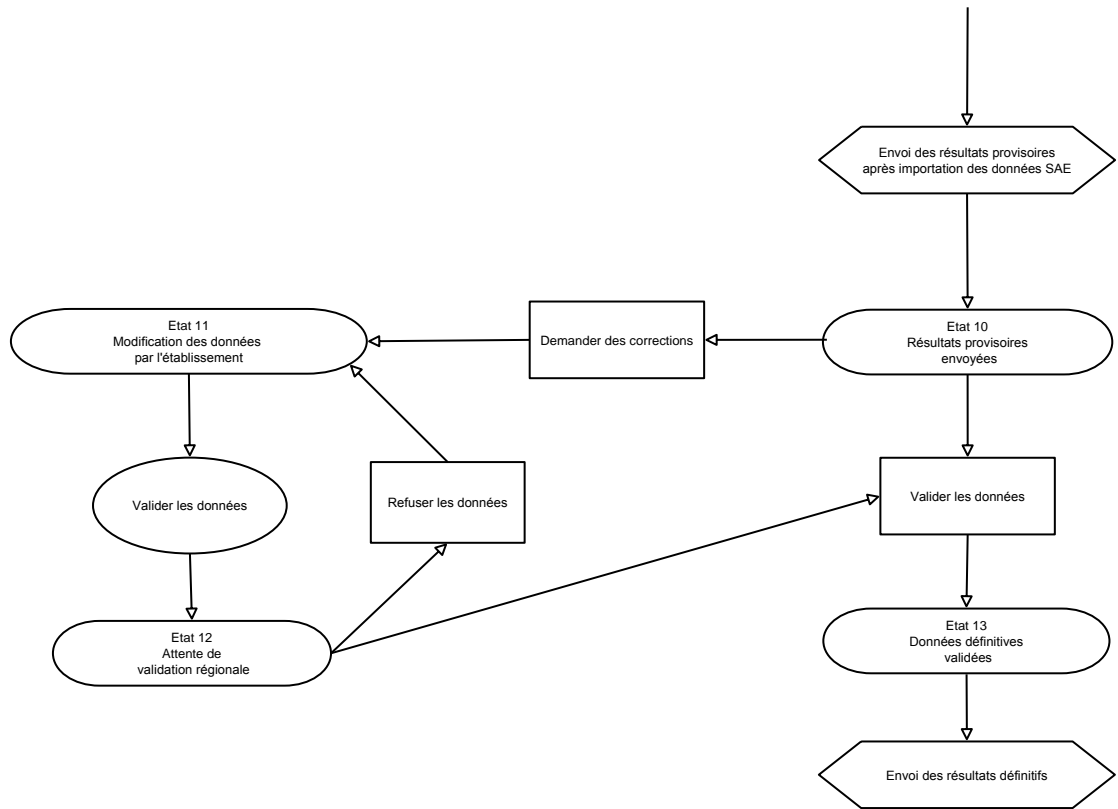 Envoi des résultats provisoires
après importation des données SAE
Etat 11
Modification des données
par l'établissement
Demander des corrections
Etat 10
Résultats provisoires
envoyées
Valider les données
Refuser les données
Valider les données
Etat 12
Attente de
validation régionale
Etat 13
Données définitives
validées
Envoi des résultats définitifs